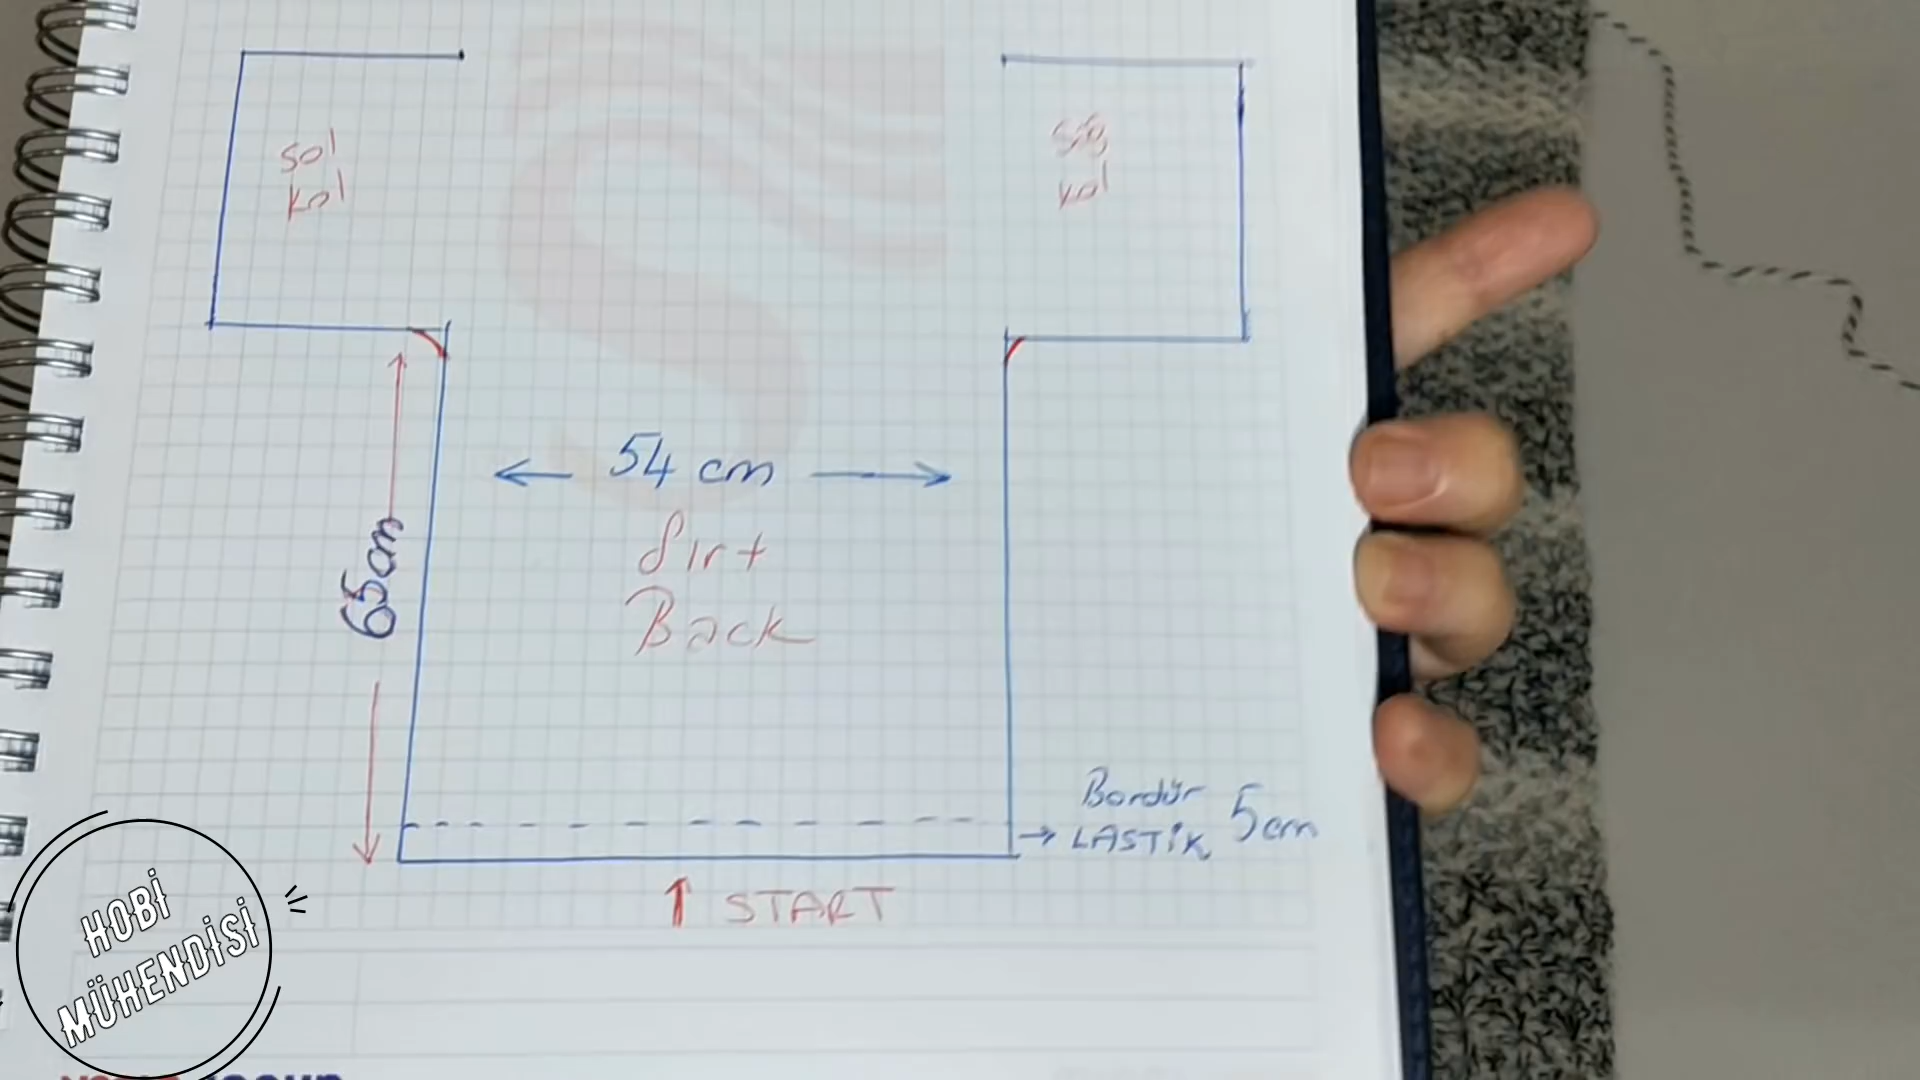 sol
kol
sağ
kol
54 cm
Sırt
Back
65cm
Bordür
LASTİK 5cm
START
HOBİ
MÜHENDİSİ